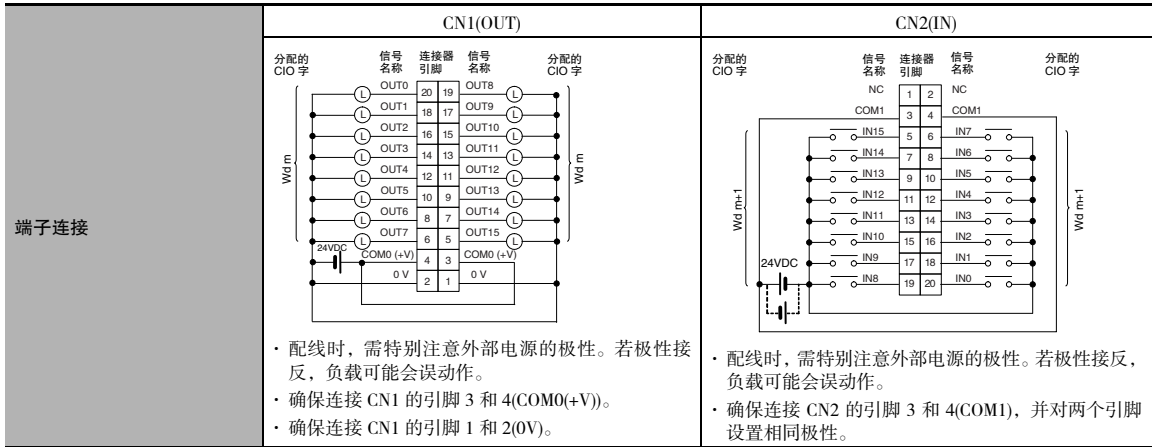 CN1(OUT)
CN2(IN)
端子连接
分配的 信号 连接器 信号 分配的
CIO 字 名称 引脚 名称 CIO 字
OUT0 20 19 OUT8
L L
OUT1 18 17 OUT9
L L
OUT2 16 15 OUT10
L L
OUT3 14 13 OUT11
L L
OUT4 12 11 OUT12
L L
OUT5 10 9 OUT13
L L
OUT6 8 7 OUT14
L L
OUT7 6 5 OUT15
L L
24VDC
COM0 (+V) 4 3 COM0 (+V)
0 V 2 1 0 V
Wd m
Wd m
· 配线时，需特别注意外部电源的极性。若极性接
反，负载可能会误动作。
· 确保连接 CN1 的引脚 3 和 4(COM0(+V))。
· 确保连接 CN1 的引脚 1 和 2(0V)。
分配的 信号 连接器 信号 分配的
CIO 字 名称 引脚 名称 CIO 字
NC 1 2 NC
COM1 3 4 COM1
IN15 5 6 IN7
IN14 7 8 IN6
IN13 9 10 IN5
IN12 11 12 IN4
IN11 13 14 IN3
IN10 15 16 IN2
IN9 17 18 IN1
24VDC
IN8 19 20 IN0
Wd m+1
Wd m+1
· 配线时，需特别注意外部电源的极性。若极性接反，
负载可能会误动作。
· 确保连接 CN2 的引脚 3 和 4(COM1)，并对两个引脚
设置相同极性。